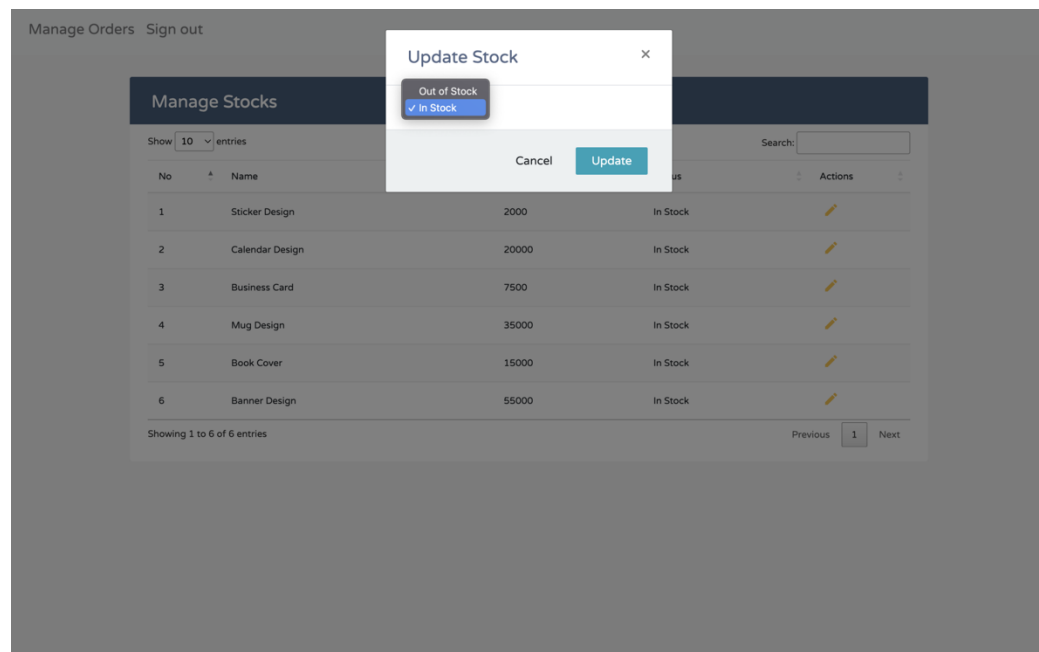 Manage Orders Sign out
Update Stock ×
Out of Stock
✓ In Stock
Cancel Update
Manage Stocks
Show 10 entries Search:
No Name us Actions
1 Sticker Design 2000 In Stock
2 Calendar Design 20000 In Stock
3 Business Card 7500 In Stock
4 Mug Design 35000 In Stock
5 Book Cover 15000 In Stock
6 Banner Design 55000 In Stock
Showing 1 to 6 of 6 entries Previous 1 Next